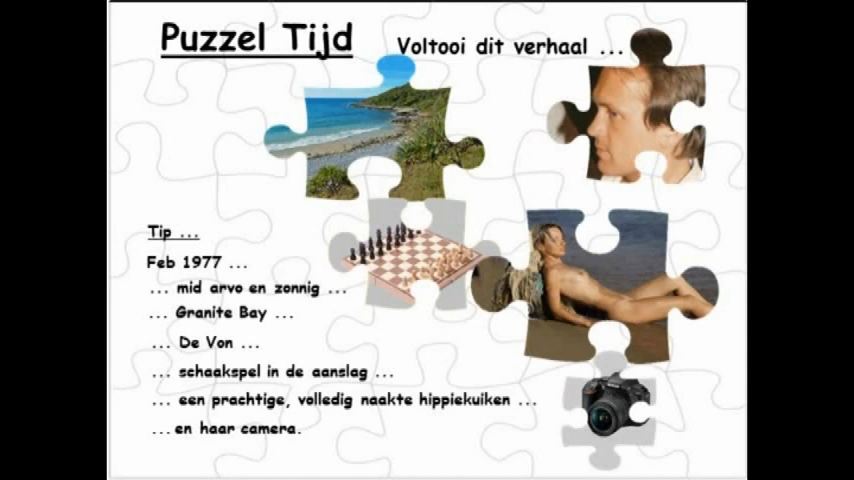 Puzzel Tijd
Voltooi dit verhaal ...
Tip ...
Feb 1977 ...
... mid arvo en zonnig ...
... Granite Bay ...
... De Von ...
... schaakspel in de aanslag ...
... een prachtige, volledig naakte hippiekuiken ...
...en haar camera.